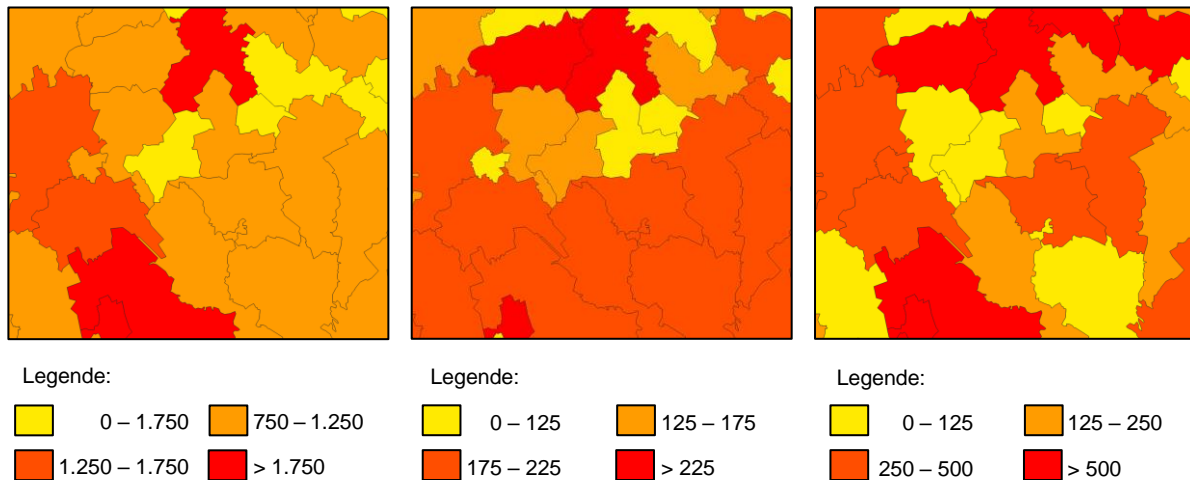 Legende: Legende: Legende:
0 – 1.750 750 – 1.250 0 – 125 125 – 175 0 – 125 125 – 250
1.250 – 1.750 > 1.750 175 – 225 > 225 250 – 500 > 500